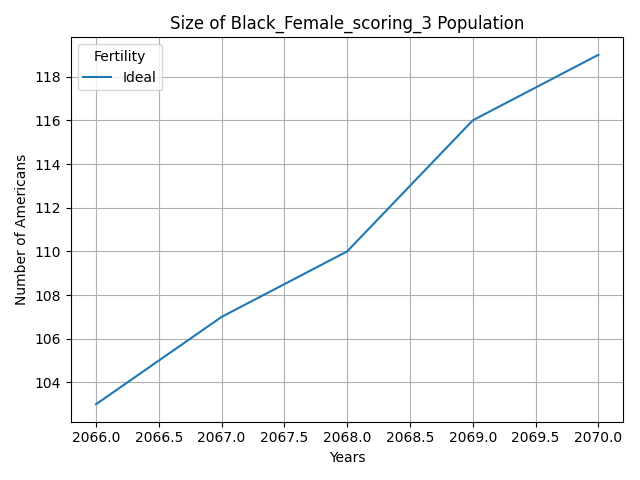 Size of Black_Female_scoring_3 Population
Fertility
Ideal
Number of Americans
118
116
114
112
110
108
106
104
2066.0 2066.5 2067.0 2067.5 2068.0 2068.5 2069.0 2069.5 2070.0
Years